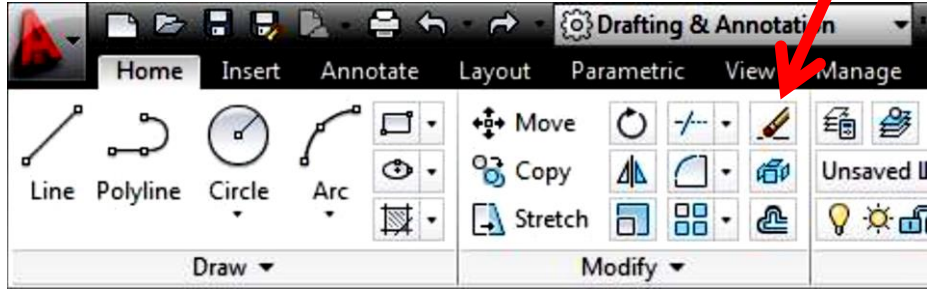 Drafting & Annotation
Home Insert Annotate Layout Parametric View Manage
Move
Copy
Line Polyline Circle Arc
Stretch
Unsaved
Draw Modify